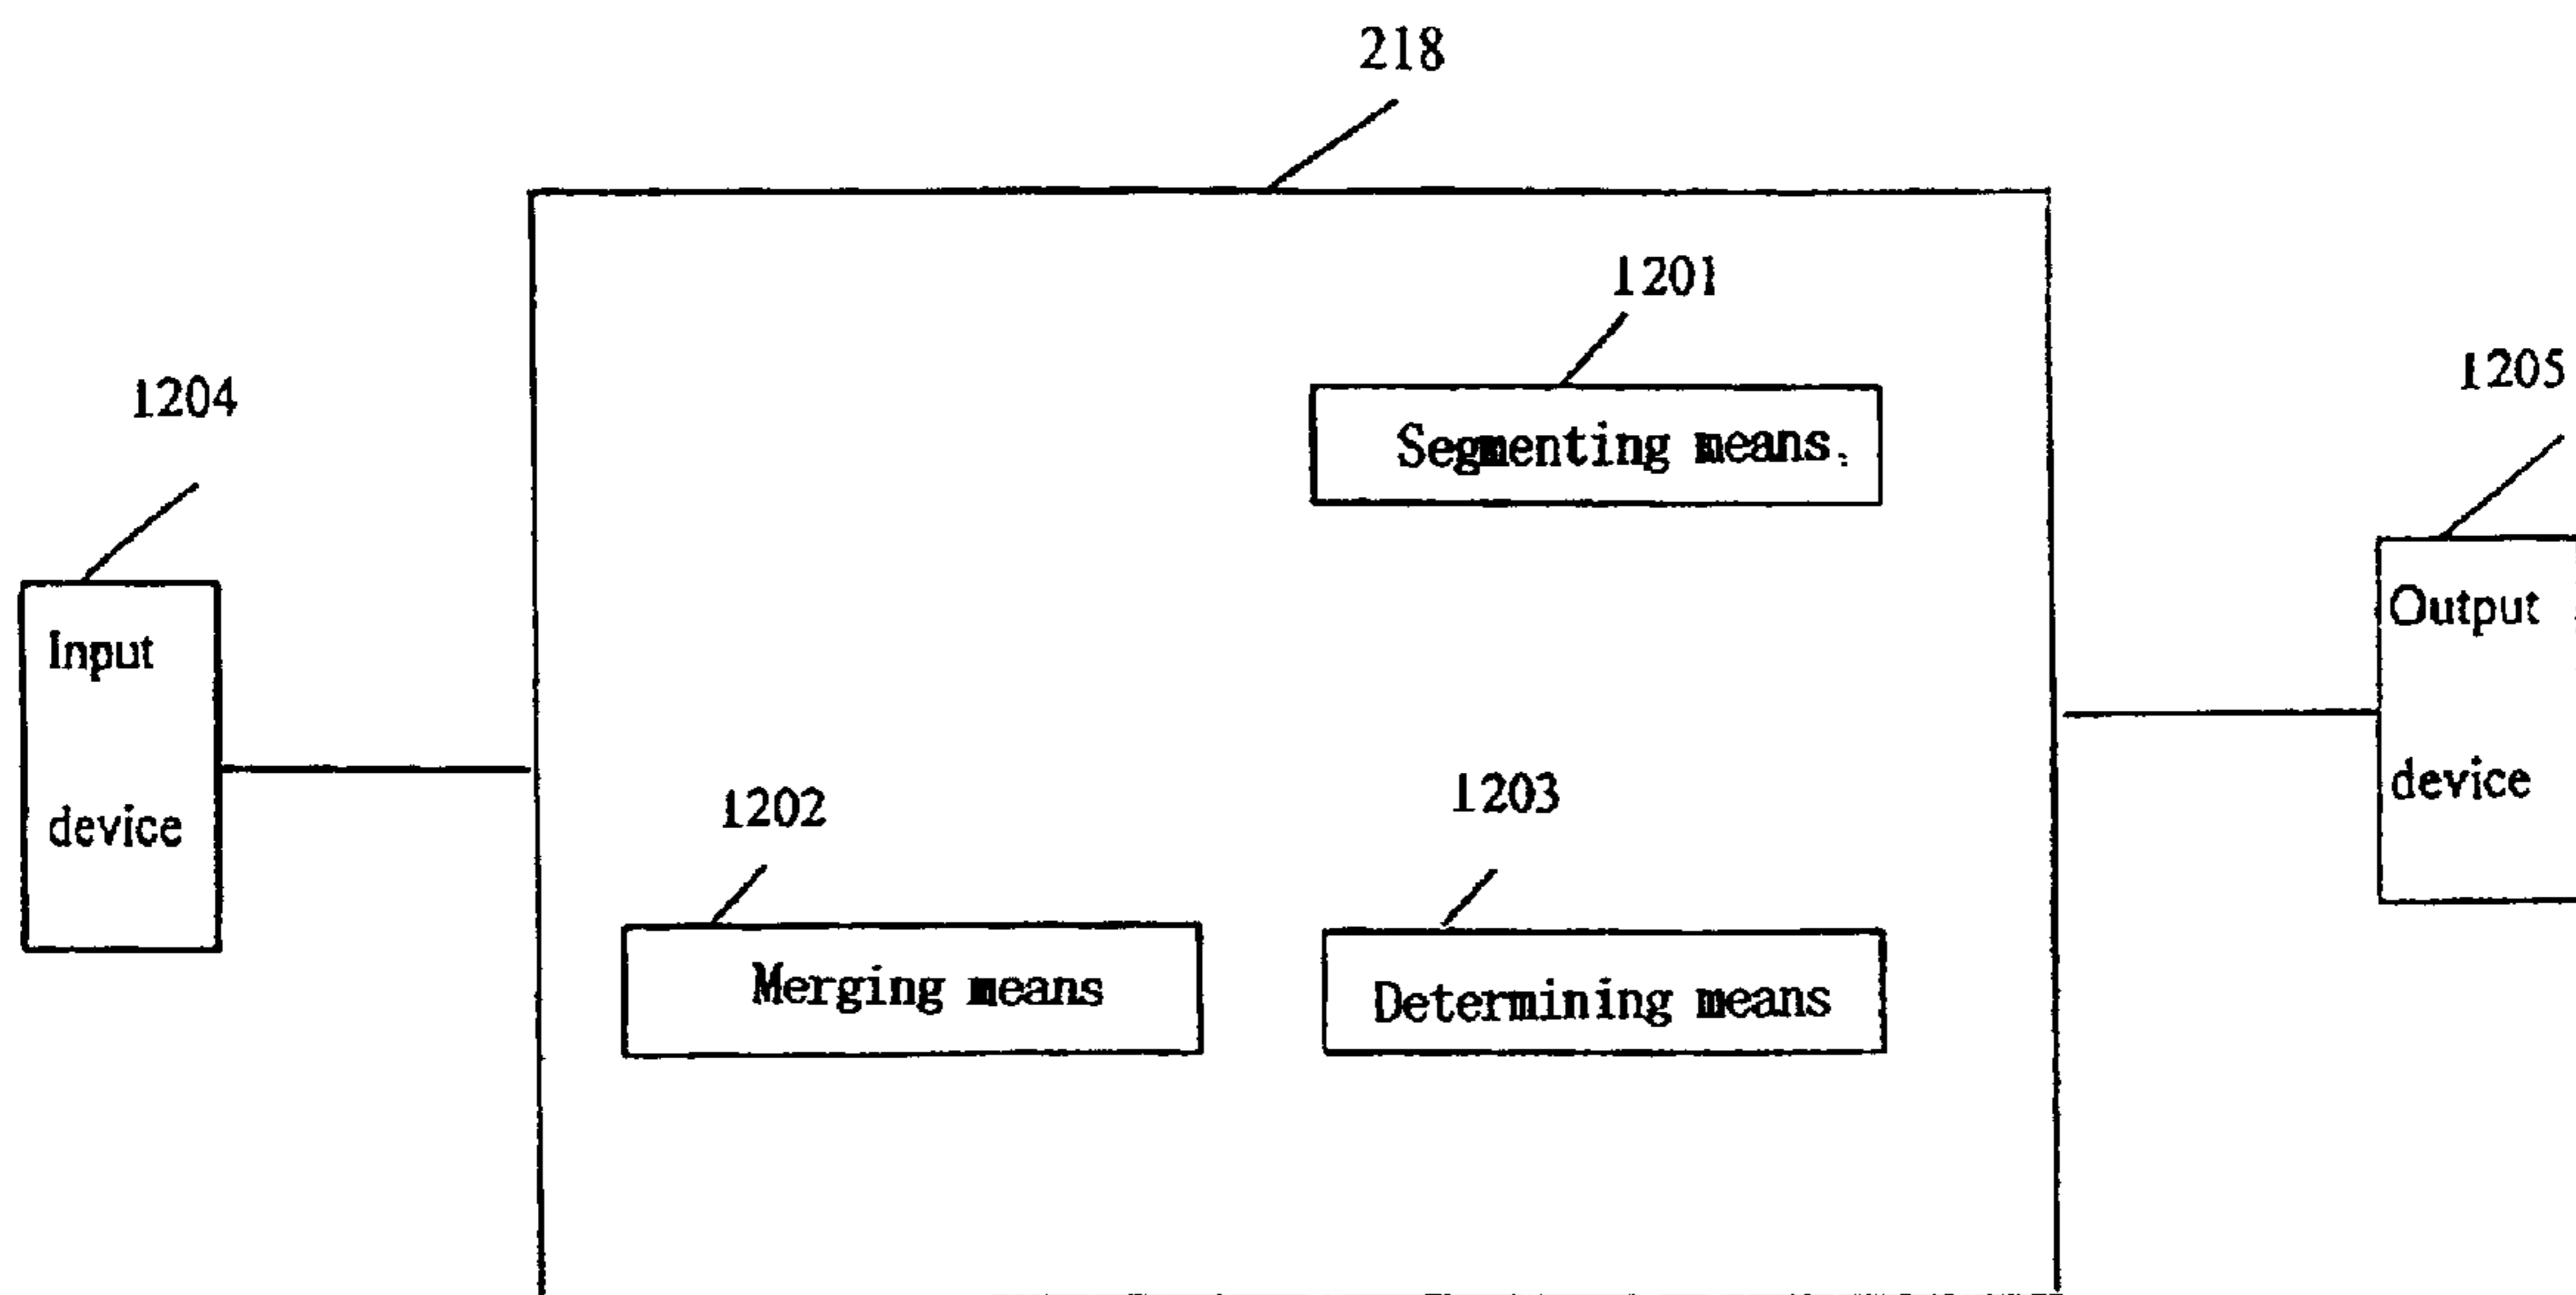 218
1201
1204
1205
Segmenting means.
Input
device
Output
device
1202
1203
Merging means
Determining means